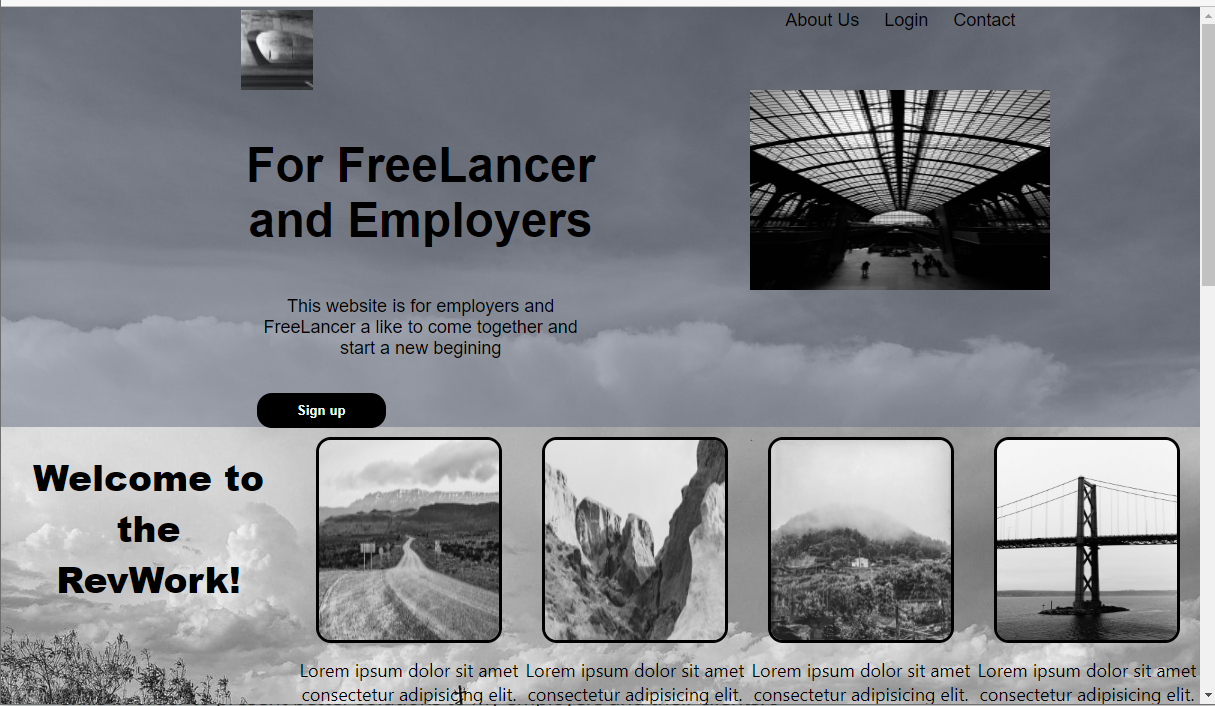 About Us Login Contact
For FreeLancer
and Employers
This website is for employers and
FreeLancer a like to come together and
start a new begining
Sign up
Welcome to
the
RevWork!
Lorem ipsum dolor sit amet Lorem ipsum dolor sit amet Lorem ipsum dolor sit amet Lorem ipsum dolor sit amet
consectetur adipisicing elit. consectetur adipisicing elit. consectetur adipisicing elit. consectetur adipisicing elit.